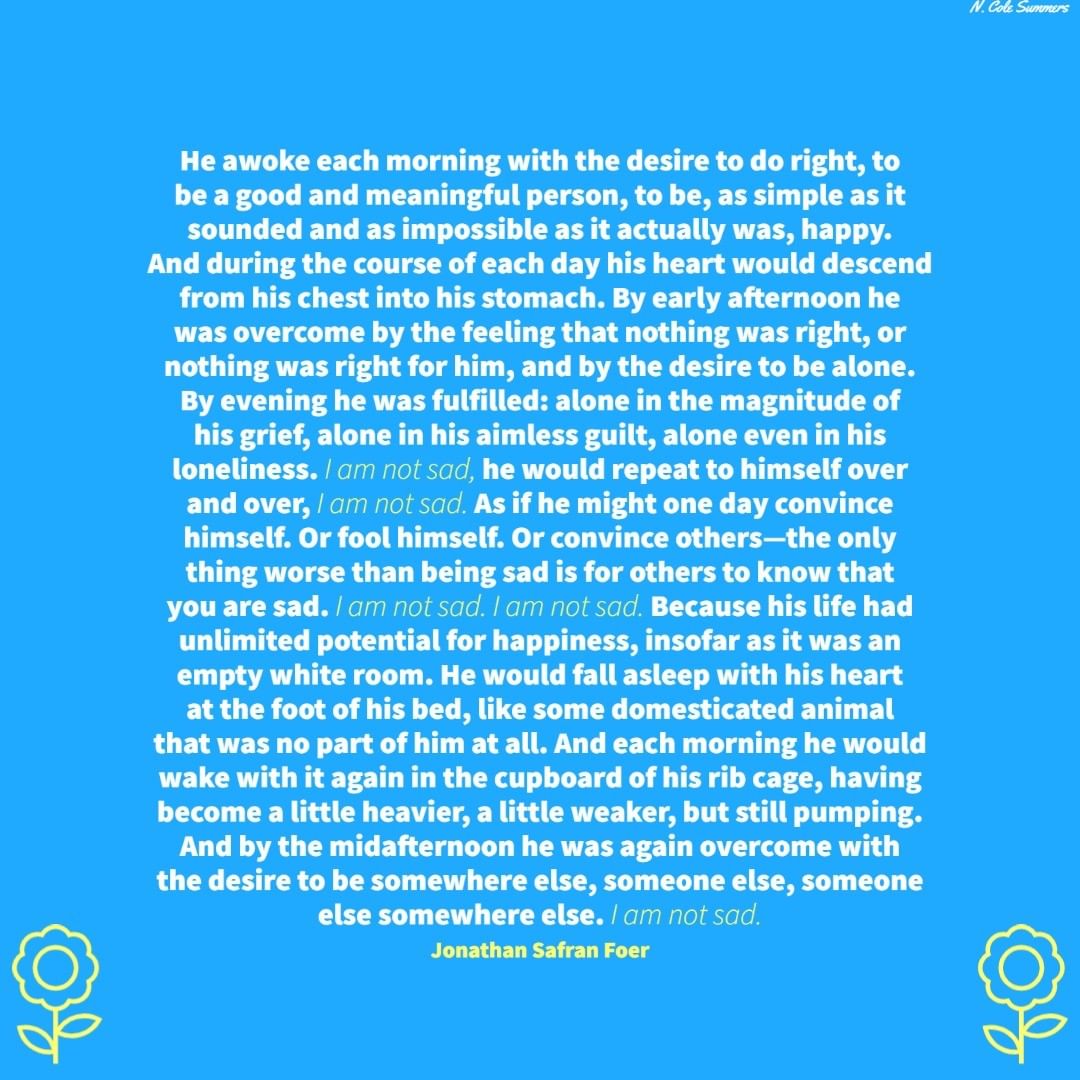 N. Cole Summers
He awoke each morning with the desire to do right, to
be a good and meaningful person, to be, as simple as it
sounded and as impossible as it actually was, happy.
And during the course of each day his heart would descend
from his chest into his stomach. By early afternoon he
was overcome by the feeling that nothing was right, or
nothing was right for him, and by the desire to be alone.
By evening he was fulfilled: alone in the magnitude of
his grief, alone in his aimless guilt, alone even in his
loneliness. I am not sad, he would repeat to himself over
and over, I am not sad. As if he might one day convince
himself. Or fool himself. Or convince others—the only
thing worse than being sad is for others to know that
you are sad. I am not sad. I am not sad. Because his life had
unlimited potential for happiness, insofar as it was an
empty white room. He would fall asleep with his heart
at the foot of his bed, like some domesticated animal
that was no part of him at all. And each morning he would
wake with it again in the cupboard of his rib cage, having
become a little heavier, a little weaker, but still pumping.
And by the midafternoon he was again overcome with
the desire to be somewhere else, someone else, someone
else somewhere else. I am not sad.
Jonathan Safran Foer